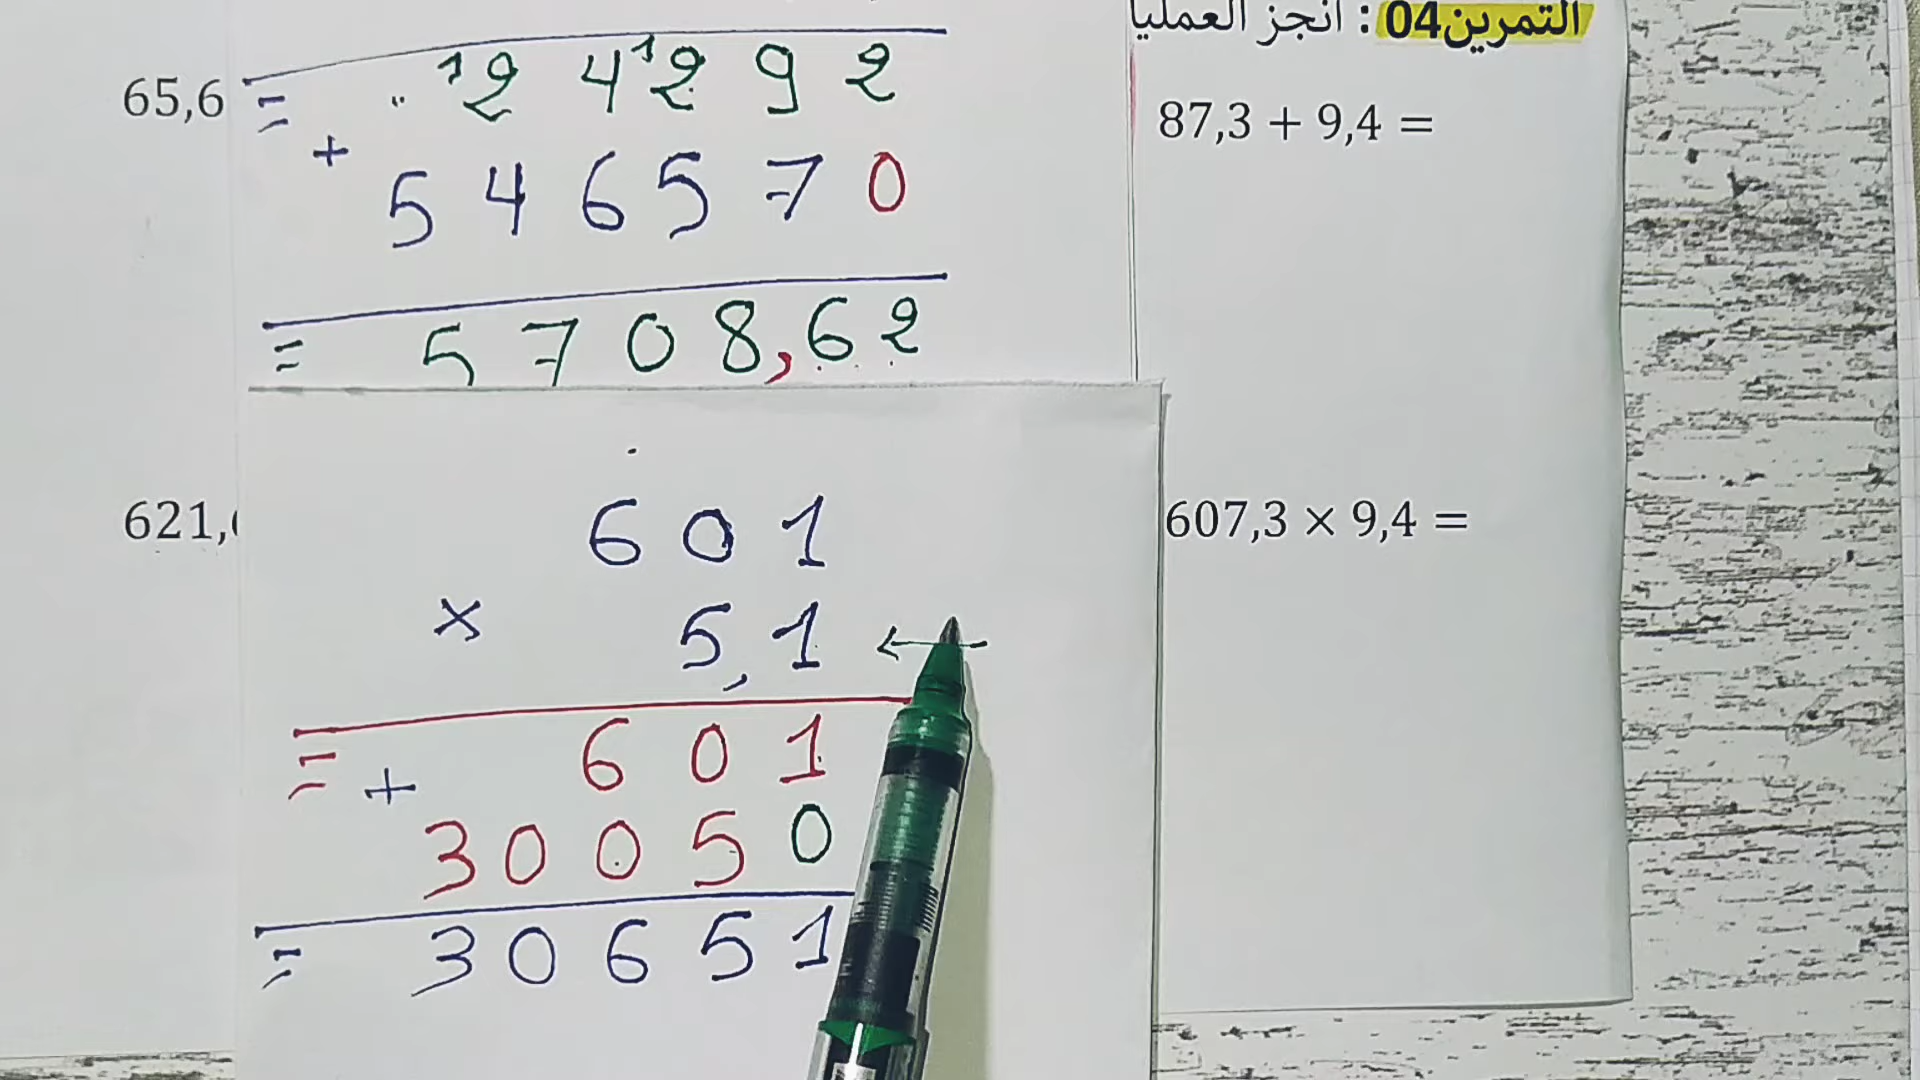 التمرين04 : أنجز العمليا
65,6
= 12 4 12 9 2
+ 5 4 6 5 7 0
= 5 7 0 8,6 2
87,3 + 9,4 =
621,
6 0 1
× 5,1 ←
= 6 0 1
+ 3 0 0 5 0
= 3 0 6 5 1
607,3 × 9,4 =